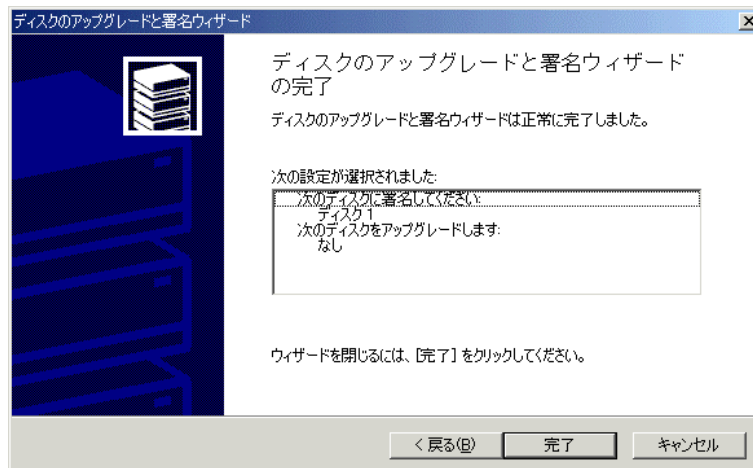 ディスクのアップグレードと署名ウィザード
ディスクのアップグレードと署名ウィザード
の完了
ディスクのアップグレードと署名ウィザードは正常に完了しました。
次の設定が選択されました:
次のディスクに署名してください:
ディスク 1
次のディスクをアップグレードします:
なし
ウィザードを閉じるには、[完了] をクリックしてください。
< 戻る(B)
完了
キャンセル